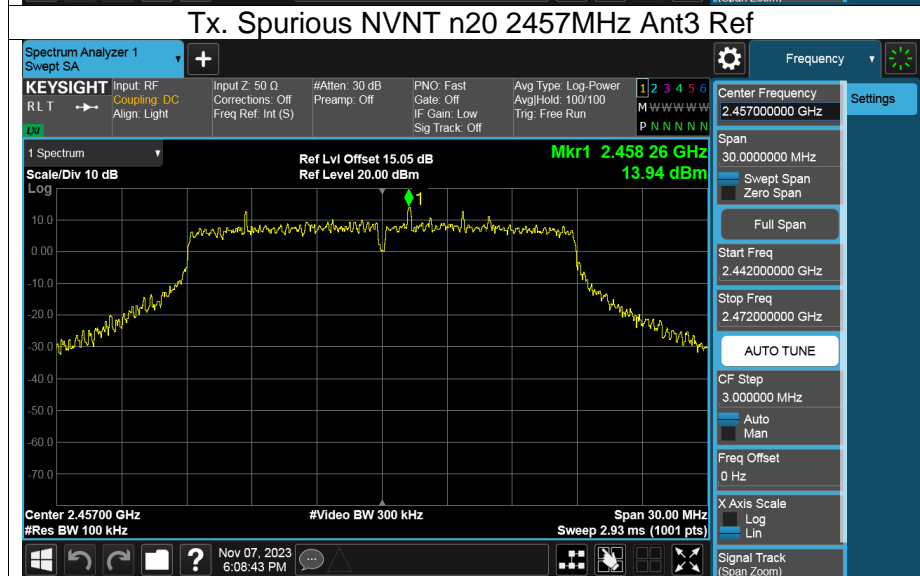 (Span Zoom)
Tx. Spurious NVNT n20 2457MHz Ant3 Ref
Spectrum Analyzer 1
Swept SA
+
Frequency
KEYSIGHT
RLT
LXI
Input: RF
Coupling: DC
Align: Light
Input Z: 50 Ω
Corrections: Off
Freq Ref: Int (S)
#Atten: 30 dB
Preamp: Off
PNO: Fast
Gate: Off
IF Gain: Low
Sig Track: Off
Avg Type: Log-Power
Avg|Hold: 100/100
Trig: Free Run
1 2 3 4 5 6
M W W W W W
P N N N N N
1 Spectrum
Scale/Div 10 dB
Log
Ref Lvl Offset 15.05 dB
Ref Level 20.00 dBm
Mkr1 2.458 26 GHz
13.94 dBm
1
10.0
0.00
-10.0
-20.0
-30.0
-40.0
-50.0
-60.0
-70.0
Center 2.45700 GHz
#Res BW 100 kHz
#Video BW 300 kHz
Span 30.00 MHz
Sweep 2.93 ms (1001 pts)
Center Frequency
2.457000000 GHz
Settings
Span
30.0000000 MHz
Swept Span
Zero Span
Full Span
Start Freq
2.442000000 GHz
Stop Freq
2.472000000 GHz
AUTO TUNE
CF Step
3.000000 MHz
Auto
Man
Freq Offset
0 Hz
X Axis Scale
Log
Lin
Signal Track
(Span Zoom)
?
Nov 07, 2023
6:08:43 PM